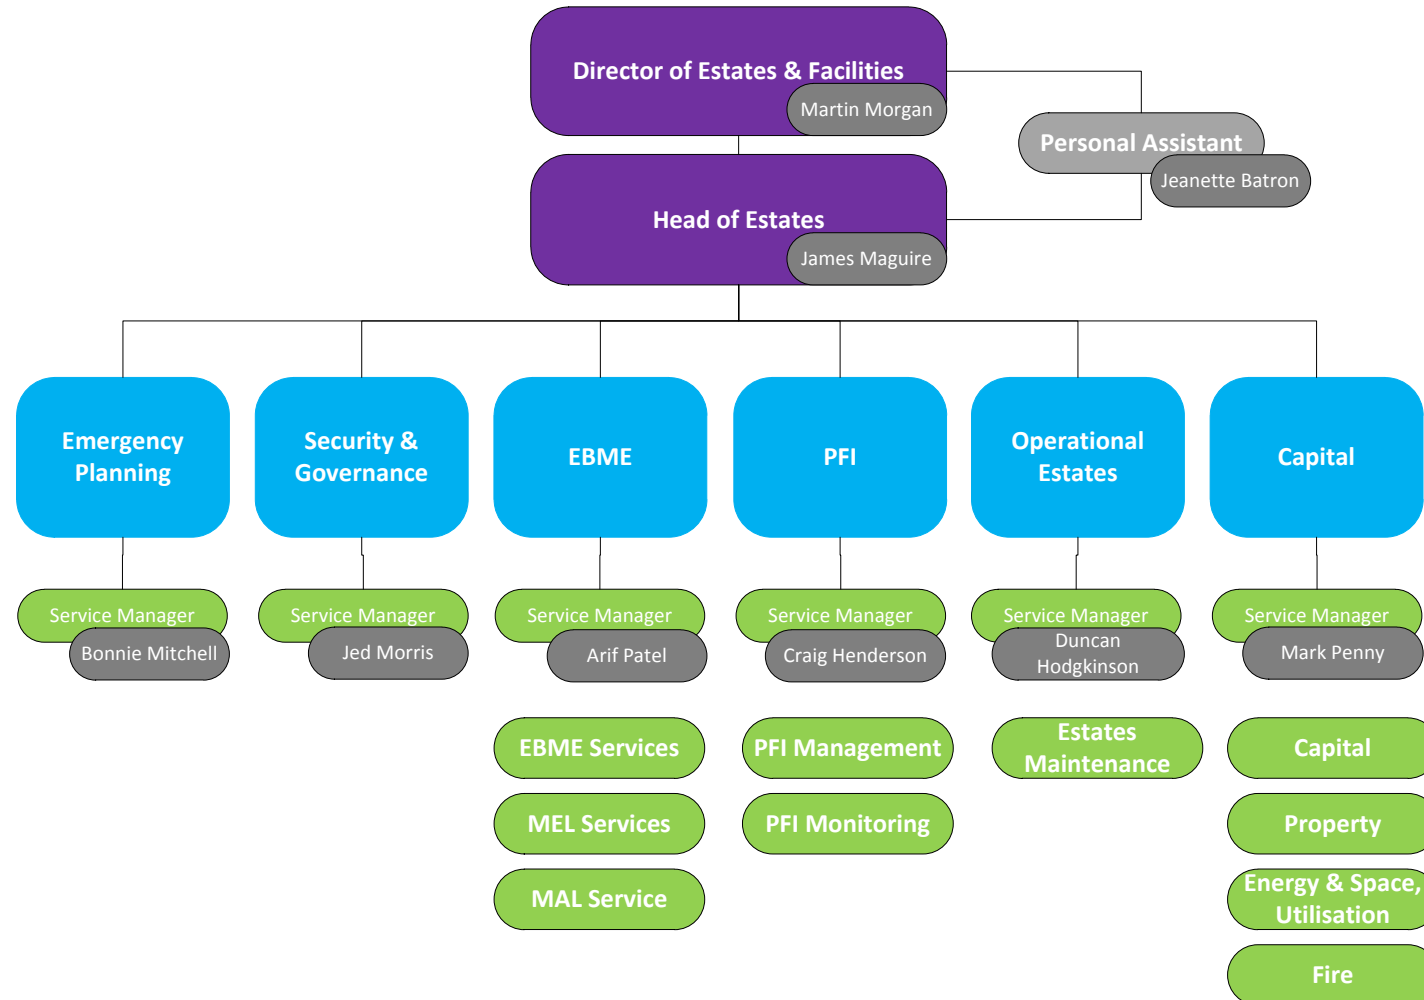 Director of Estates & Facilities
Martin Morgan
Personal Assistant
Jeanette Batron
Head of Estates
James Maguire
Emergency
Planning
Security &
Governance
EBME
PFI
Operational
Estates
Capital
Service Manager
Bonnie Mitchell
Service Manager
Jed Morris
Service Manager
Arif Patel
Service Manager
Craig Henderson
Service Manager
Duncan
Hodgkinson
Service Manager
Mark Penny
EBME Services
PFI Management
Estates
Maintenance
Capital
MEL Services
PFI Monitoring
Property
MAL Service
Energy & Space,
Utilisation
Fire